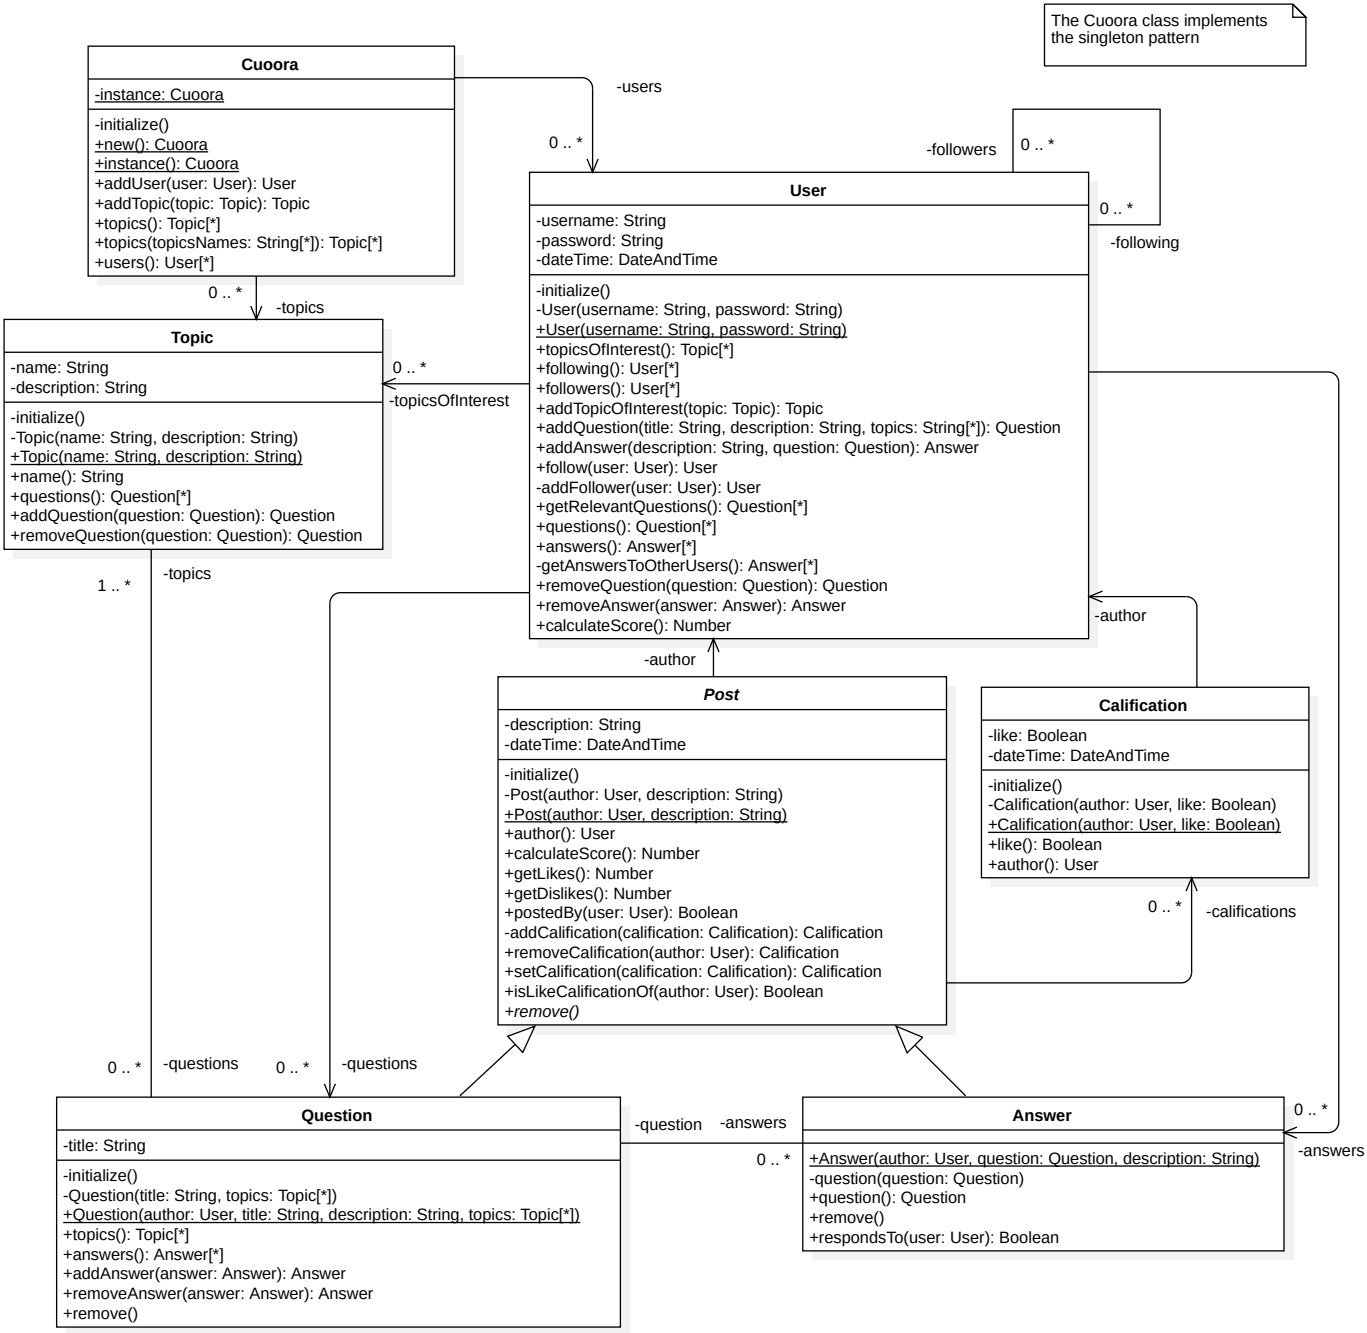 The Cuoora class implements
the singleton pattern
Cuoora
-instance: Cuoora
-initialize()
+new(): Cuoora
+instance(): Cuoora
+addUser(user: User): User
+addTopic(topic: Topic): Topic
+topics(): Topic[*]
+topics(topicsNames: String[*]): Topic[*]
+users(): User[*]
-users
0 .. *
-followers
0 .. *
0 .. *
-following
User
-username: String
-password: String
-dateTime: DateAndTime
-initialize()
-User(username: String, password: String)
+User(username: String, password: String)
+topicsOfInterest(): Topic[*]
+following(): User[*]
+followers(): User[*]
+addTopicOfInterest(topic: Topic): Topic
+addQuestion(title: String, description: String, topics: String[*]): Question
+addAnswer(description: String, question: Question): Answer
+follow(user: User): User
-addFollower(user: User): User
+getRelevantQuestions(): Question[*]
+questions(): Question[*]
+answers(): Answer[*]
-getAnswersToOtherUsers(): Answer[*]
+removeQuestion(question: Question): Question
+removeAnswer(answer: Answer): Answer
+calculateScore(): Number
0 .. *
-topics
Topic
-name: String
-description: String
-initialize()
-Topic(name: String, description: String)
+Topic(name: String, description: String)
+name(): String
+questions(): Question[*]
+addQuestion(question: Question): Question
+removeQuestion(question: Question): Question
0 .. *
-topicsOfInterest
1 .. *
-topics
-author
-author
Post
-description: String
-dateTime: DateAndTime
-initialize()
-Post(author: User, description: String)
+Post(author: User, description: String)
+author(): User
+calculateScore(): Number
+getLikes(): Number
+getDislikes(): Number
+postedBy(user: User): Boolean
-addCalification(calification: Calification): Calification
+removeCalification(author: User): Calification
+setCalification(calification: Calification): Calification
+isLikeCalificationOf(author: User): Boolean
+remove()
Calification
-like: Boolean
-dateTime: DateAndTime
-initialize()
-Calification(author: User, like: Boolean)
+Calification(author: User, like: Boolean)
+like(): Boolean
+author(): User
0 .. *
-califications
0 .. *
-questions
0 .. *
-questions
Question
-title: String
-initialize()
-Question(title: String, topics: Topic[*])
+Question(author: User, title: String, description: String, topics: Topic[*])
+topics(): Topic[*]
+answers(): Answer[*]
+addAnswer(answer: Answer): Answer
+removeAnswer(answer: Answer): Answer
+remove()
-question
-answers
0 .. *
Answer
+Answer(author: User, question: Question, description: String)
-question(question: Question)
+question(): Question
+remove()
+respondsTo(user: User): Boolean
0 .. *
-answers